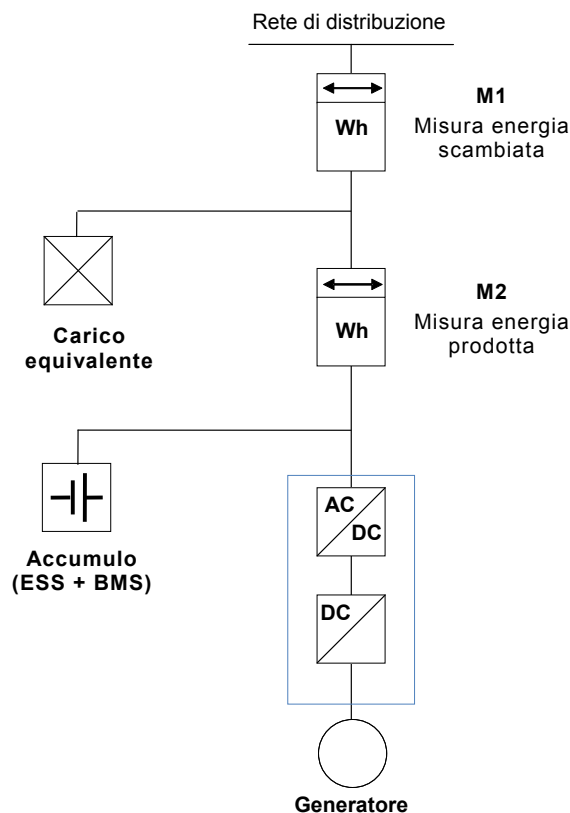 Rete di distribuzione
Wh
M1
Misura energia
scambiata
Carico
equivalente
Wh
M2
Misura energia
prodotta
Accumulo
(ESS + BMS)
AC
DC
DC
Generatore